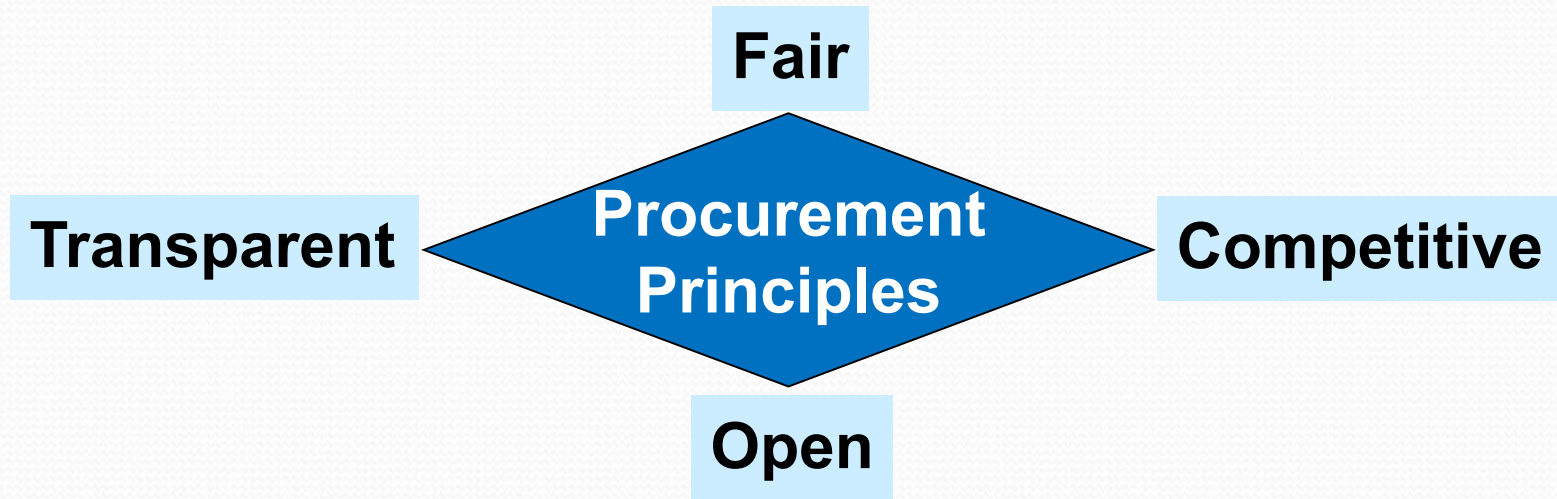 Fair
Procurement
Principles
Transparent
Competitive
Open